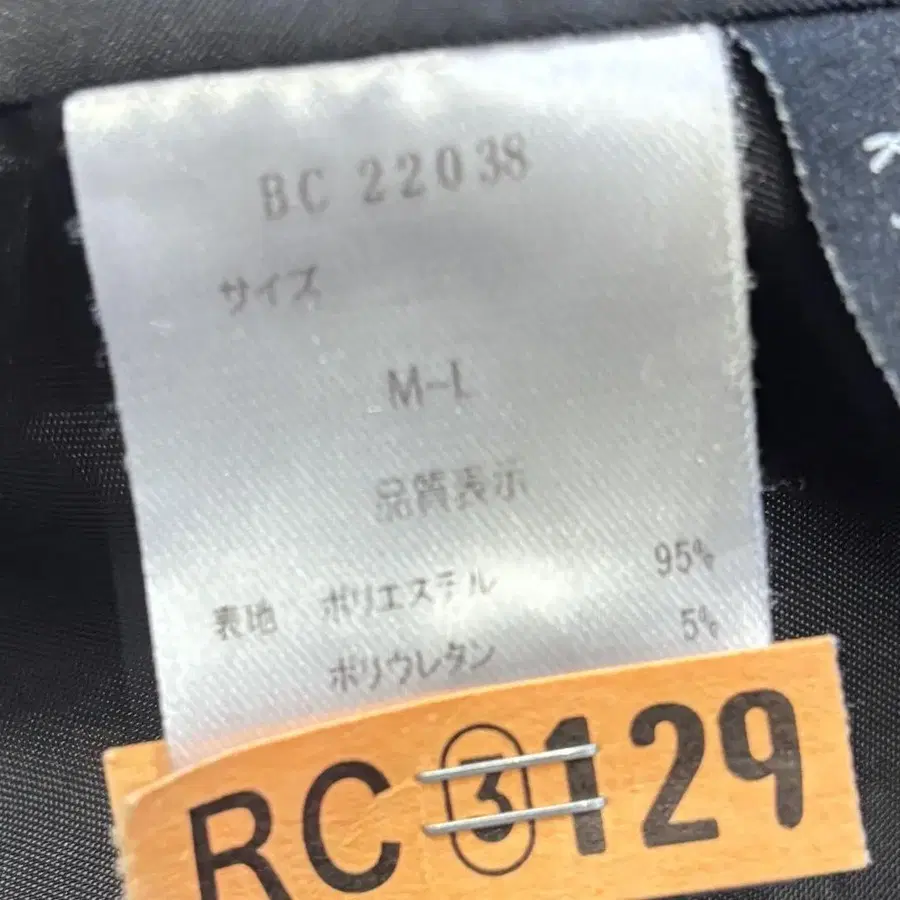 BC 22038
サイズ
M-L
品質表示
表地 ポリエステル 95%
ポリウレタン 5%
RC ③ 129
K